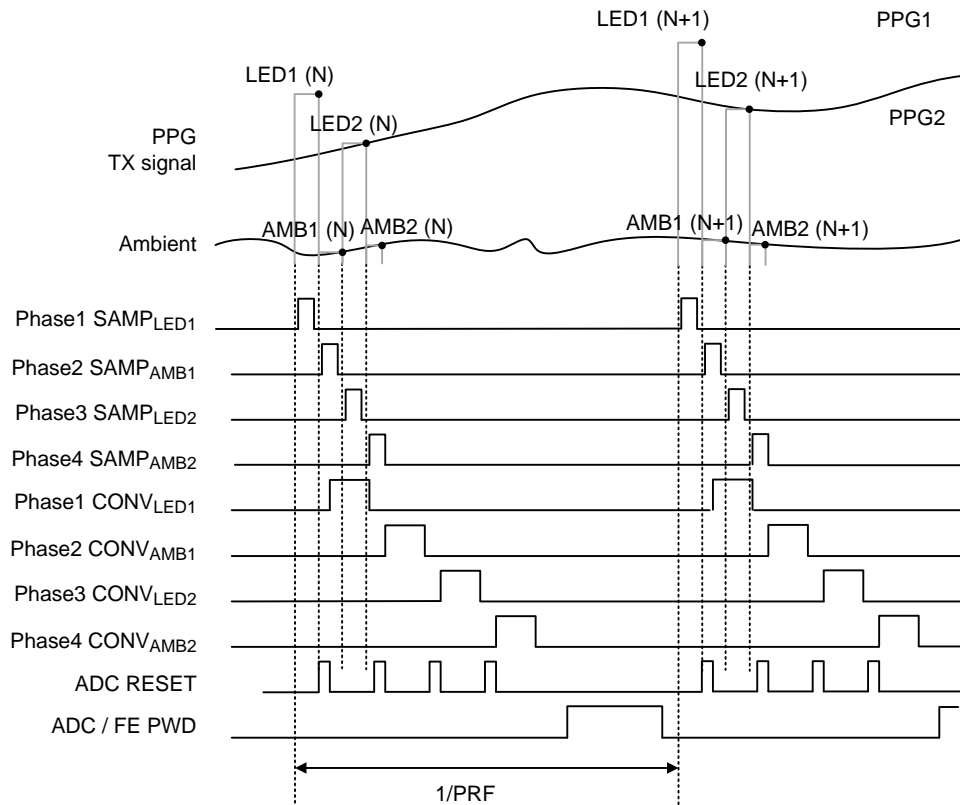 LED1 (N+1)
PPG1
LED1 (N)
LED2 (N+1)
LED2 (N)
PPG2
PPG
TX signal
AMB1 (N)
AMB2 (N)
AMB1 (N+1)
AMB2 (N+1)
Ambient
Phase1 SAMPLED1
Phase2 SAMPAMB1
Phase3 SAMPLED2
Phase4 SAMPAMB2
Phase1 CONVLED1
Phase2 CONVAMB1
Phase3 CONVLED2
Phase4 CONVAMB2
ADC RESET
ADC / FE PWD
1/PRF